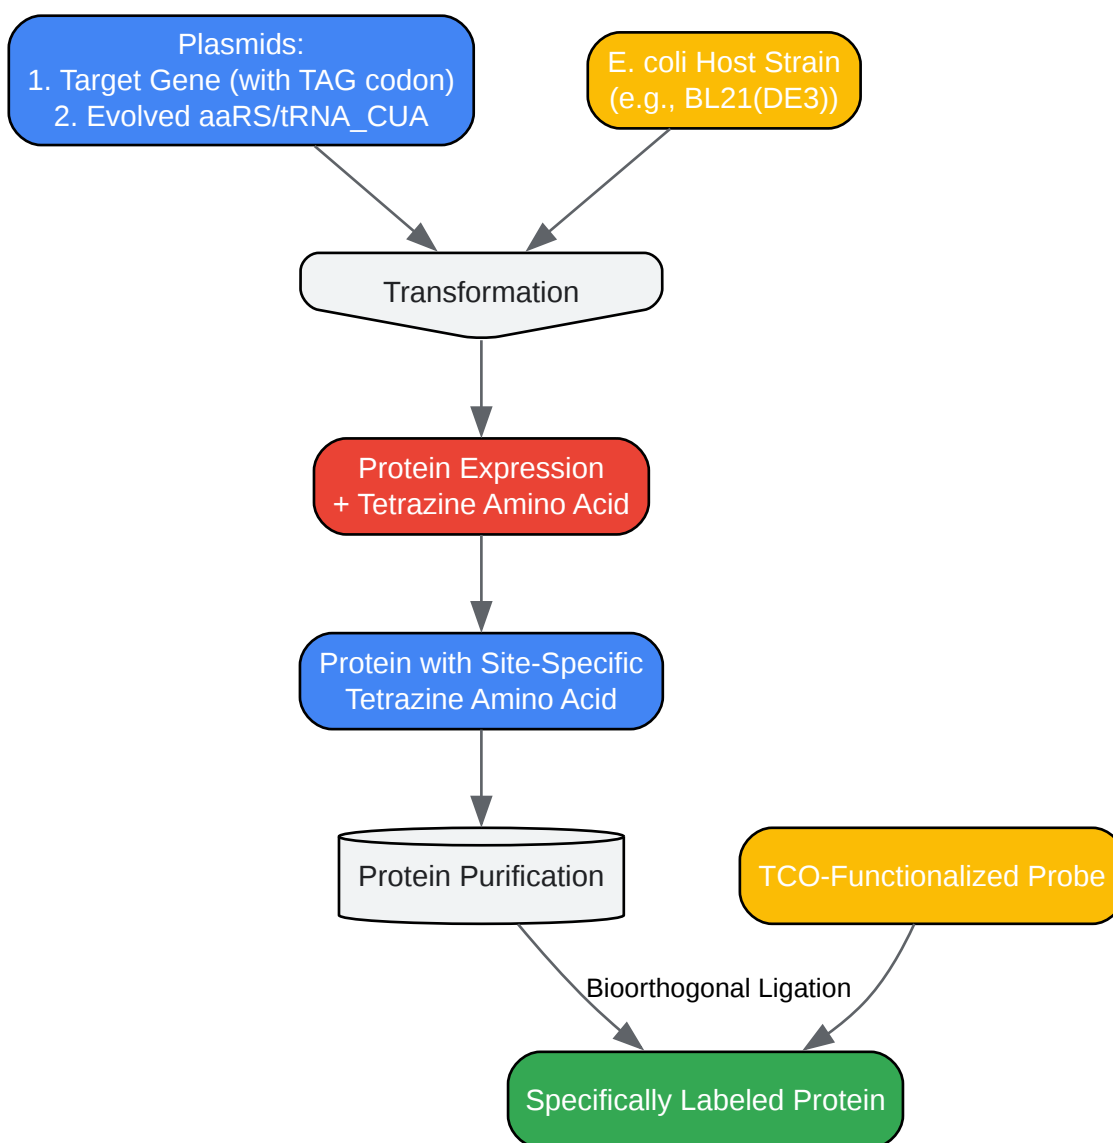 Plasmids:
1. Target Gene (with TAG codon)
2. Evolved aaRS/tRNA_CUA
E. coli Host Strain
(e.g., BL21(DE3))
Transformation
Protein Expression
+ Tetrazine Amino Acid
Protein with Site-Specific
Tetrazine Amino Acid
Protein Purification
TCO-Functionalized Probe
Bioorthogonal Ligation
Specifically Labeled Protein